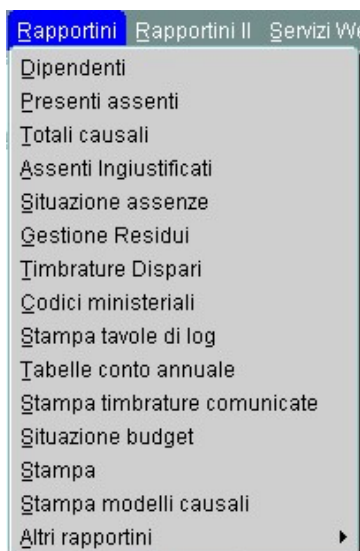 Rapportini Rapportini II Servizi We
Dipendenti
Presenti assenti
Totali causali
Assenti Ingiustificati
Situazione assenze
Gestione Residui
Timbrature Dispari
Codici ministeriali
Stampa tavole di log
Tabelle conto annuale
Stampa timbrature comunicate
Situazione budget
Stampa
Stampa modelli causali
Altri rapportini